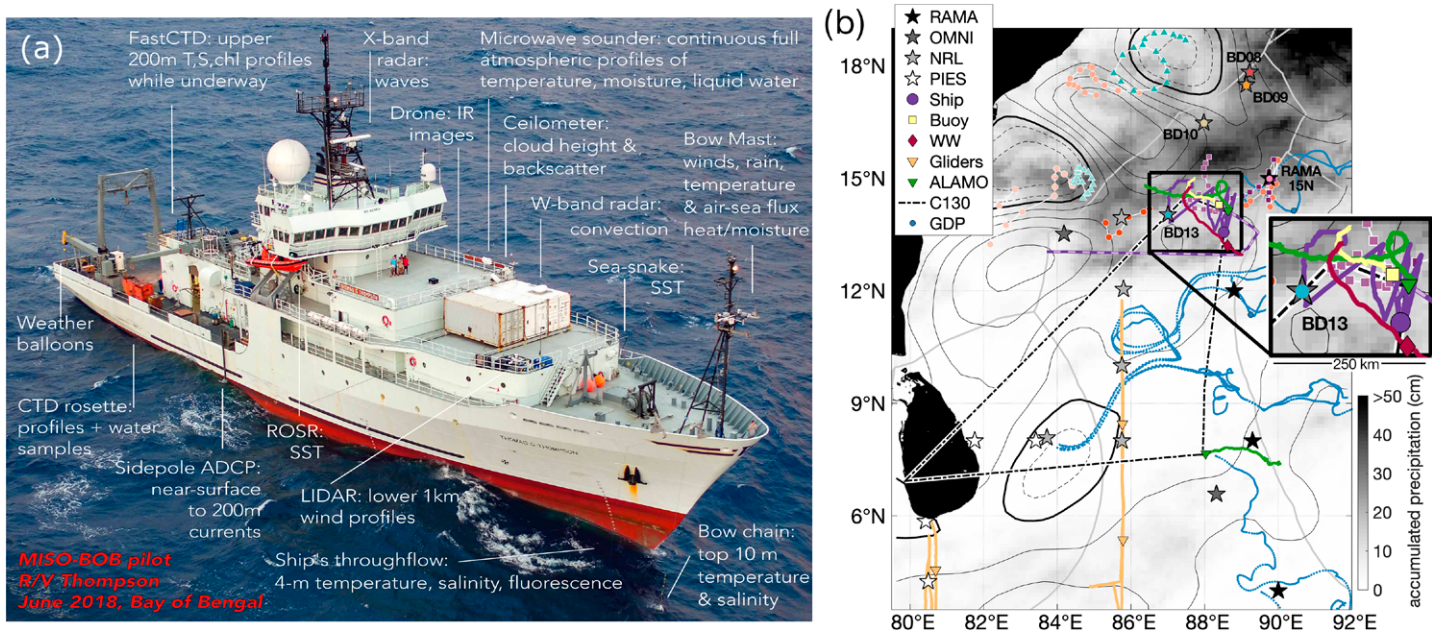 (a)
FastCTD: upper
200m T,S,chl profiles
while underway
X-band
radar:
waves
Microwave sounder: continuous full
atmospheric profiles of
temperature, moisture, liquid water
Drone: IR
images
Ceilometer:
cloud height &
backscatter
Bow Mast:
winds, rain,
temperature
& air-sea flux
heat/moisture
W-band radar:
convection
Sea-snake:
SST
Weather
balloons
CTD rosette:
profiles + water
samples
ROSR:
SST
THOMAS G THOMPSON
Sidepole ADCP:
near-surface
to 200m
currents
LIDAR: lower 1km
wind profiles
Ship's throughflow:
4-m temperature, salinity, fluorescence
Bow chain:
top 10 m
temperature
& salinity
MISO-BOB pilot
R/V Thompson
June 2018, Bay of Bengal
(b)
RAMA
OMNI
NRL
PIES
Ship
Buoy
WW
Gliders
ALAMO
C130
GDP
18°N
15°N
12°N
9°N
6°N
80°E
82°E
84°E
86°E
88°E
90°E
92°E
BD08
BD09
BD10
RAMA
15N
BD13
BD13
250 km
>50
40
30
20
10
0
accumulated precipitation (cm)